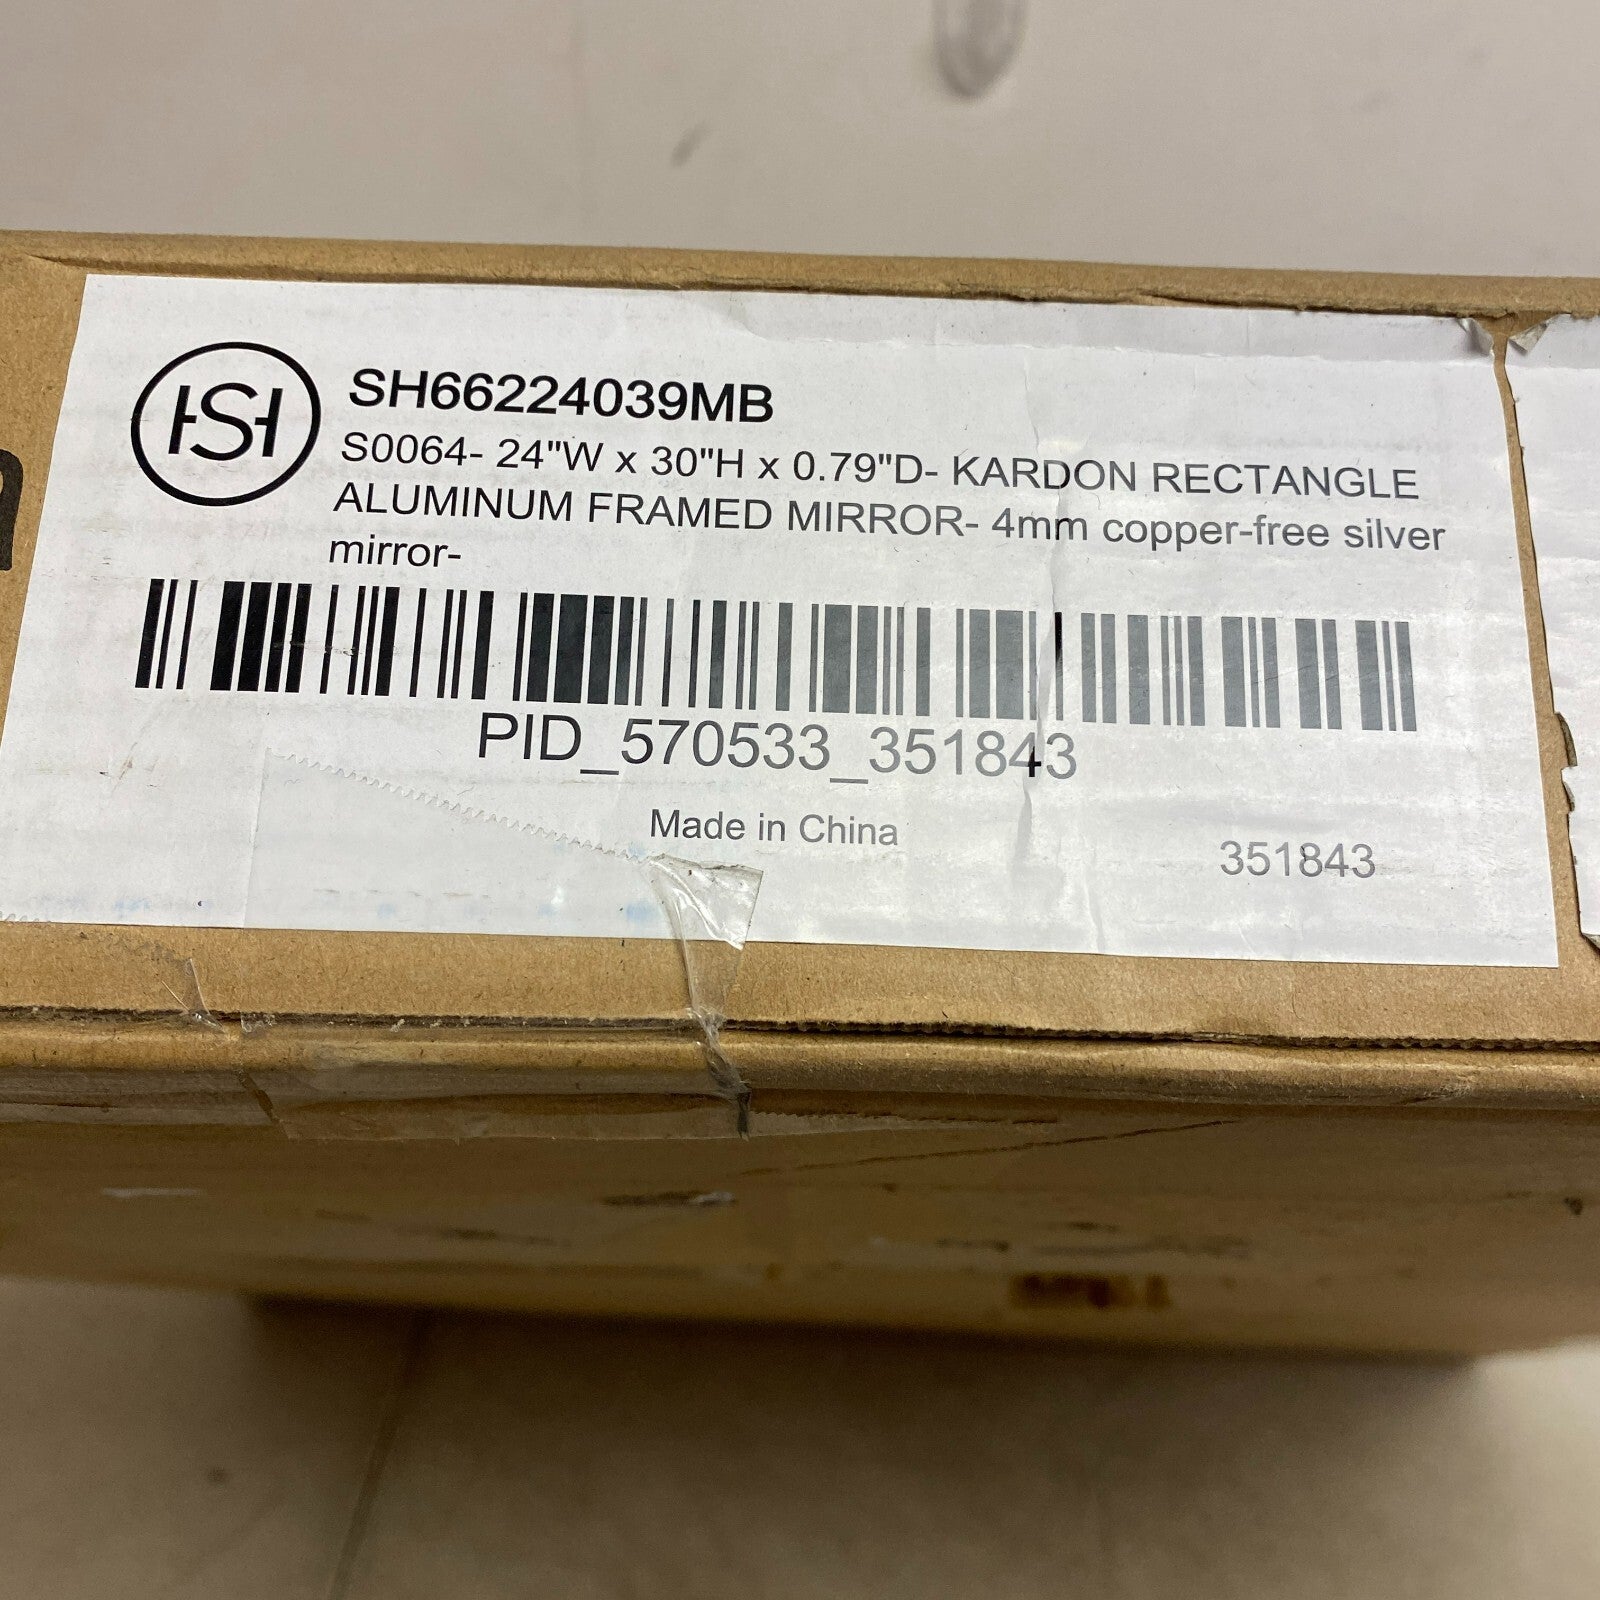 HSH
SH66224039MB
S0064- 24"W x 30"H x 0.79"D- KARDON RECTANGLE
ALUMINUM FRAMED MIRROR- 4mm copper-free silver
mirror-
PID_570533_351843
Made in China
351843